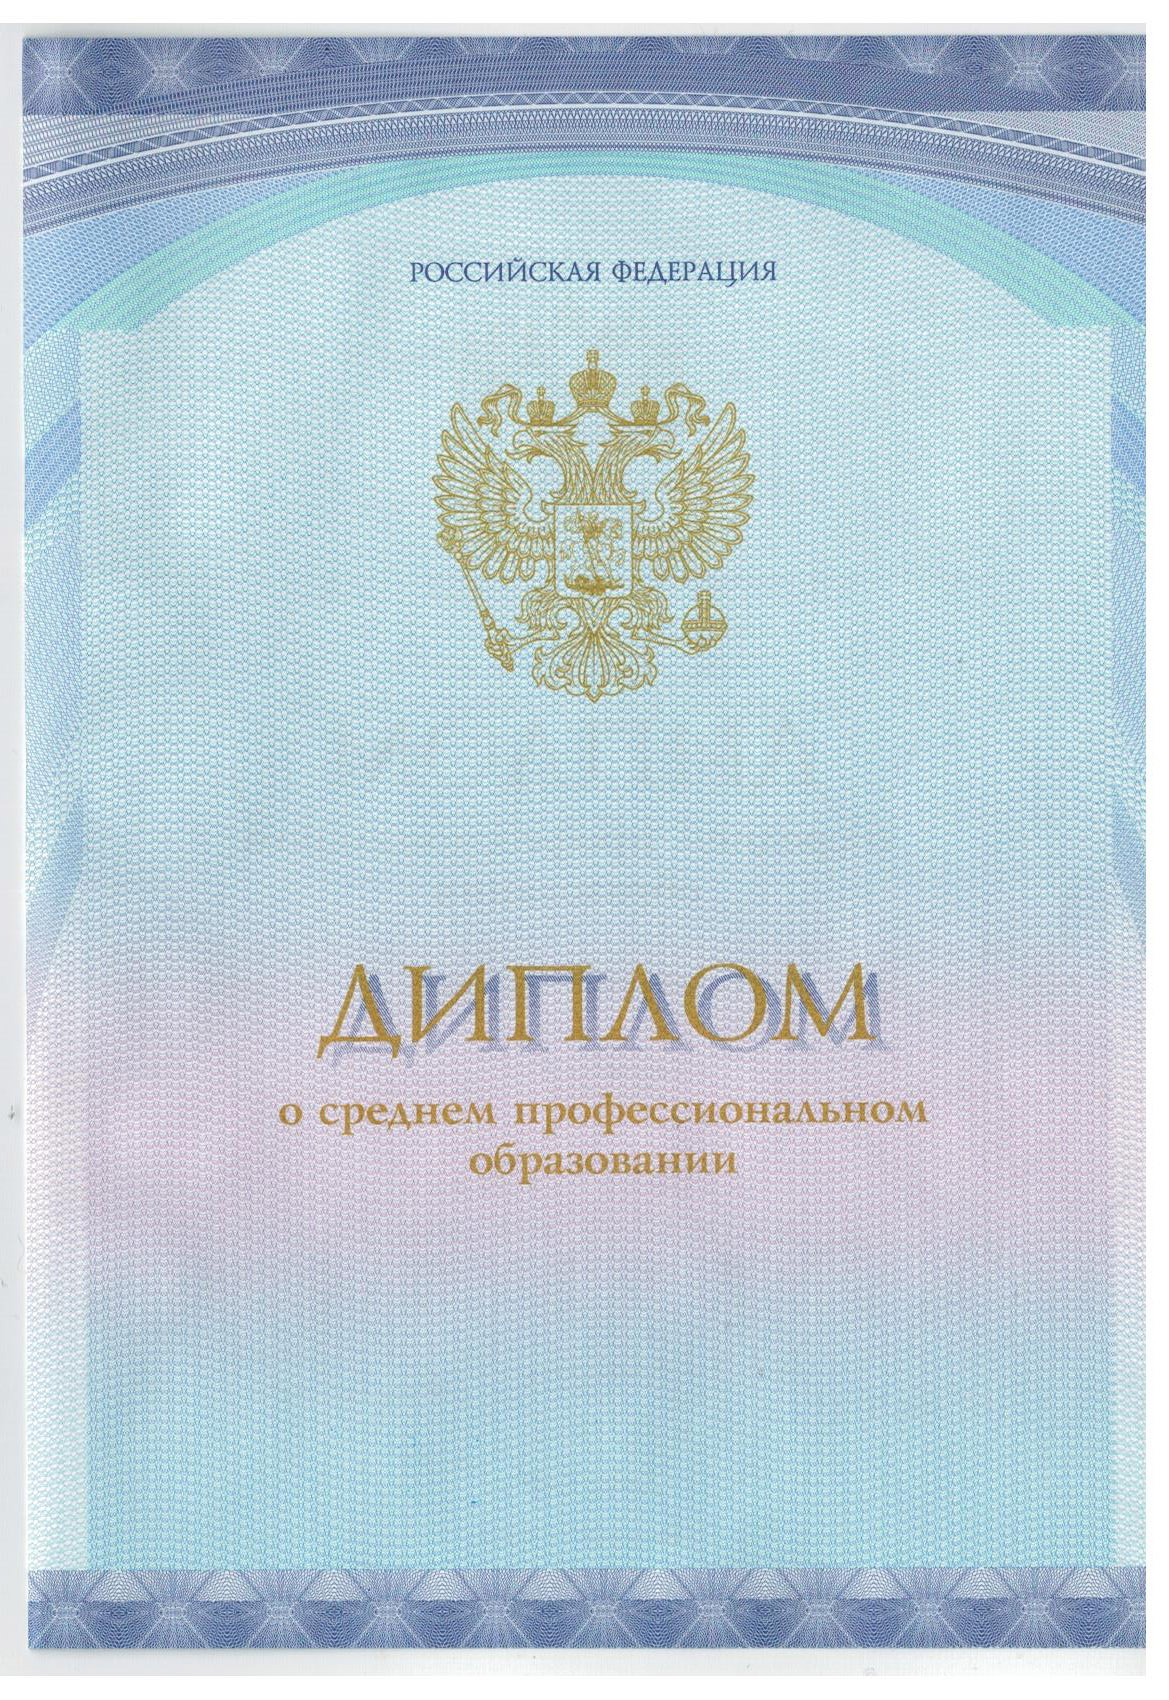 РОССИЙСКАЯ ФЕДЕРАЦИЯ
ДИПЛОМ
о среднем профессиональном
образовании